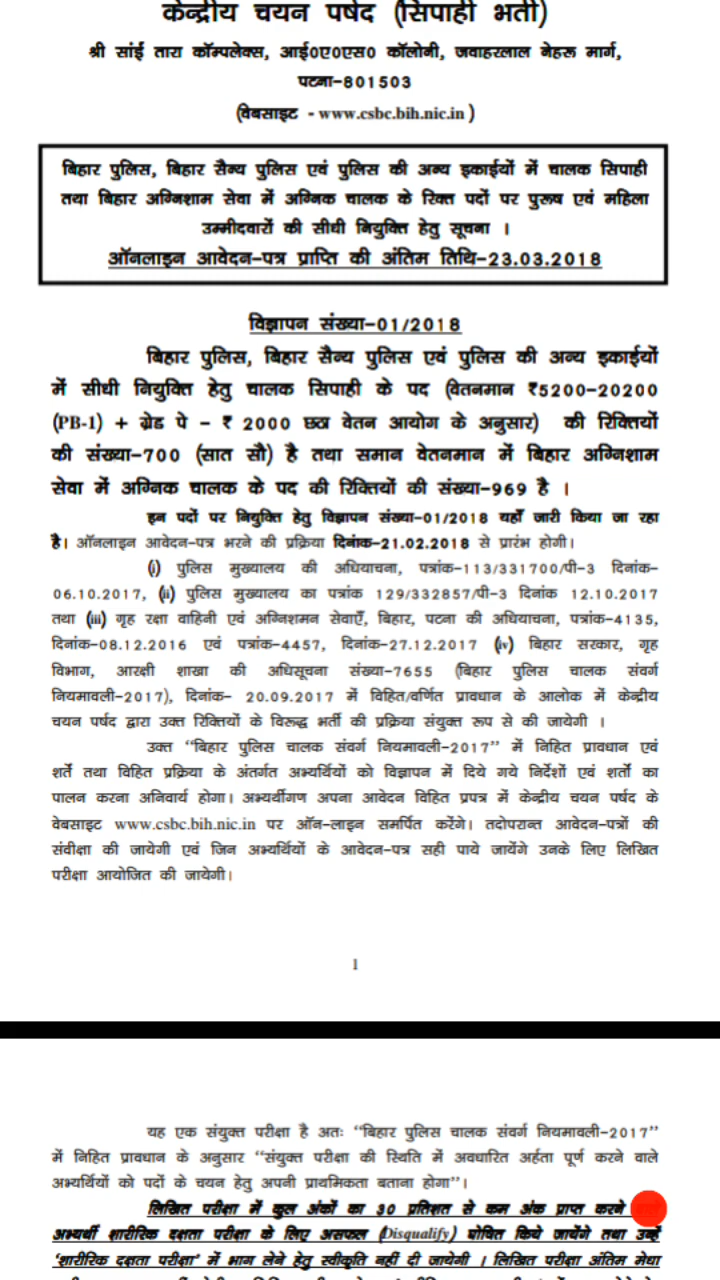 केन्द्रीय चयन पर्षद (सिपाही भर्ती)
श्री सांई तारा कॉम्पलेक्स, आई0ए0एस0 कॉलोनी, जवाहरलाल नेहरू मार्ग,
पटना-801503
(वेबसाइट - www.csbc.bih.nic.in )
बिहार पुलिस, बिहार सैन्य पुलिस एवं पुलिस की अन्य इकाईयों में चालक सिपाही
तथा बिहार अग्निशाम सेवा में अग्निक चालक के रिक्त पदों पर पुरूष एवं महिला
उम्मीदवारों की सीधी नियुक्ति हेतु सूचना ।
ऑनलाइन आवेदन-पत्र प्राप्ति की अंतिम तिथि-23.03.2018
विज्ञापन संख्या-01/2018
बिहार पुलिस, बिहार सैन्य पुलिस एवं पुलिस की अन्य इकाईयों
में सीधी नियुक्ति हेतु चालक सिपाही के पद (वेतनमान ₹5200-20200
(PB-1) + ग्रेड पे - ₹ 2000 छठा वेतन आयोग के अनुसार) की रिक्तियों
की संख्या-700 (सात सौ) है तथा समान वेतनमान में बिहार अग्निशाम
सेवा में अग्निक चालक के पद की रिक्तियों की संख्या-969 है ।
इन पदों पर नियुक्ति हेतु विज्ञापन संख्या-01/2018 यहाँ जारी किया जा रहा
है। ऑनलाइन आवेदन-पत्र भरने की प्रक्रिया दिनांक-21.02.2018 से प्रारंभ होगी।
(i) पुलिस मुख्यालय की अधियाचना, पत्रांक-113/331700/पी-3 दिनांक-
06.10.2017, (ii) पुलिस मुख्यालय का पत्रांक 129/332857/पी-3 दिनांक 12.10.2017
तथा (iii) गृह रक्षा वाहिनी एवं अग्निशमन सेवाएँ, बिहार, पटना की अधियाचना, पत्रांक-4135,
दिनांक-08.12.2016 एवं पत्रांक-4457, दिनांक-27.12.2017 (iv) बिहार सरकार, गृह
विभाग, आरक्षी शाखा की अधिसूचना संख्या-7655 (बिहार पुलिस चालक संवर्ग
नियमावली-2017), दिनांक- 20.09.2017 में विहित/वर्णित प्रावधान के आलोक में केन्द्रीय
चयन पर्षद द्वारा उक्त रिक्तियों के विरूद्ध भर्ती की प्रक्रिया संयुक्त रूप से की जायेगी ।
उक्त “बिहार पुलिस चालक संवर्ग नियमावली-2017” में निहित प्रावधान एवं
शर्ते तथा विहित प्रक्रिया के अंतर्गत अभ्यर्थियों को विज्ञापन में दिये गये निर्देशों एवं शर्तो का
पालन करना अनिवार्य होगा। अभ्यर्थीगण अपना आवेदन विहित प्रपत्र में केन्द्रीय चयन पर्षद के
वेबसाइट www.csbc.bih.nic.in पर ऑन-लाइन समर्पित करेंगे। तदोपरान्त आवेदन-पत्रों की
संवीक्षा की जायेगी एवं जिन अभ्यर्थियों के आवेदन-पत्र सही पाये जायेंगे उनके लिए लिखित
परीक्षा आयोजित की जायेगी।
1
यह एक संयुक्त परीक्षा है अतः “बिहार पुलिस चालक संवर्ग नियमावली-2017”
में निहित प्रावधान के अनुसार “संयुक्त परीक्षा की स्थिति में अवधारित अर्हता पूर्ण करने वाले
अभ्यर्थियों को पदों के चयन हेतु अपनी प्राथमिकता बताना होगा”।
लिखित परीक्षा में कुल अंकों का 30 प्रतिशत से कम अंक प्राप्त करने
अभ्यर्थी शारीरिक दक्षता परीक्षा के लिए असफल (Disqualify) घोषित किये जायेंगे तथा उन्हें
‘शारीरिक दक्षता परीक्षा’ में भाग लेने हेतु स्वीकृति नहीं दी जायेगी । लिखित परीक्षा अंतिम मेधा